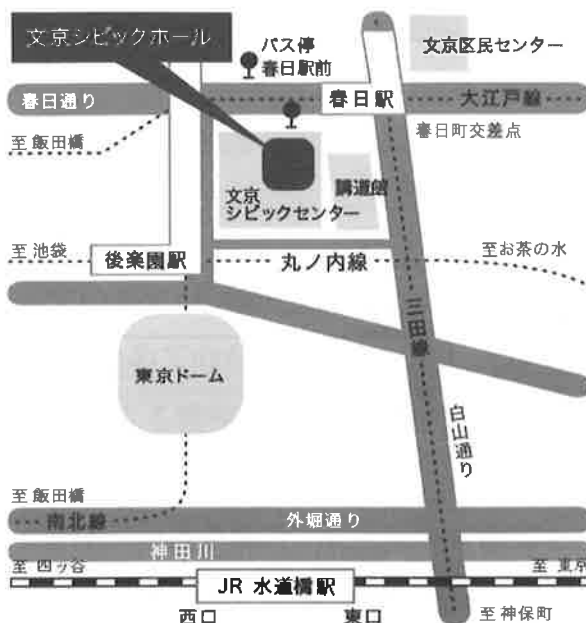 文京シビックホール
バス停
春日駅前
文京区民センター
春日通り
春日駅
大江戸線
春日町交差点
至 飯田橋
文京
シビックセンター
講道館
至 池袋
後楽園駅
丸ノ内線
至お茶の水
三田線
東京ドーム
白山通り
至 飯田橋
南北線
外堀通り
神田川
至 四ッ谷
至 東京
JR 水道橋駅
西口
東口
至 神保町